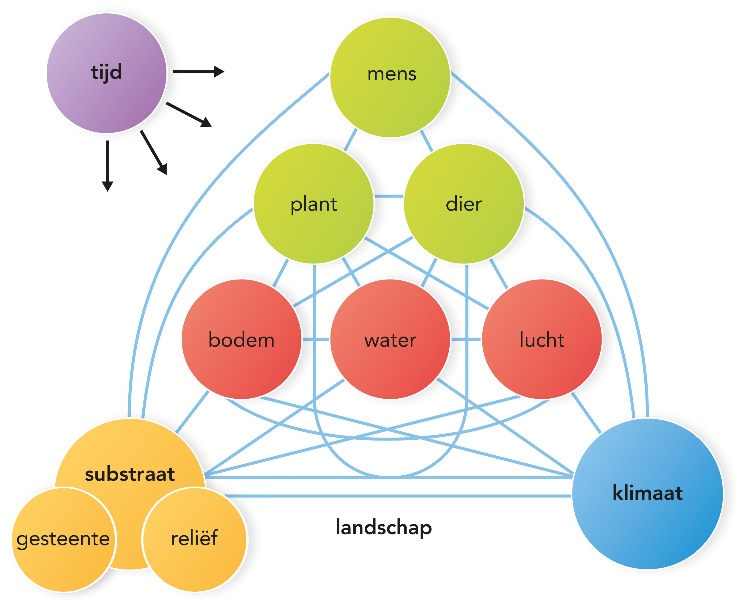 tijd
mens
plant
dier
bodem
water
lucht
substraat
gesteente
reliëf
klimaat
landschap